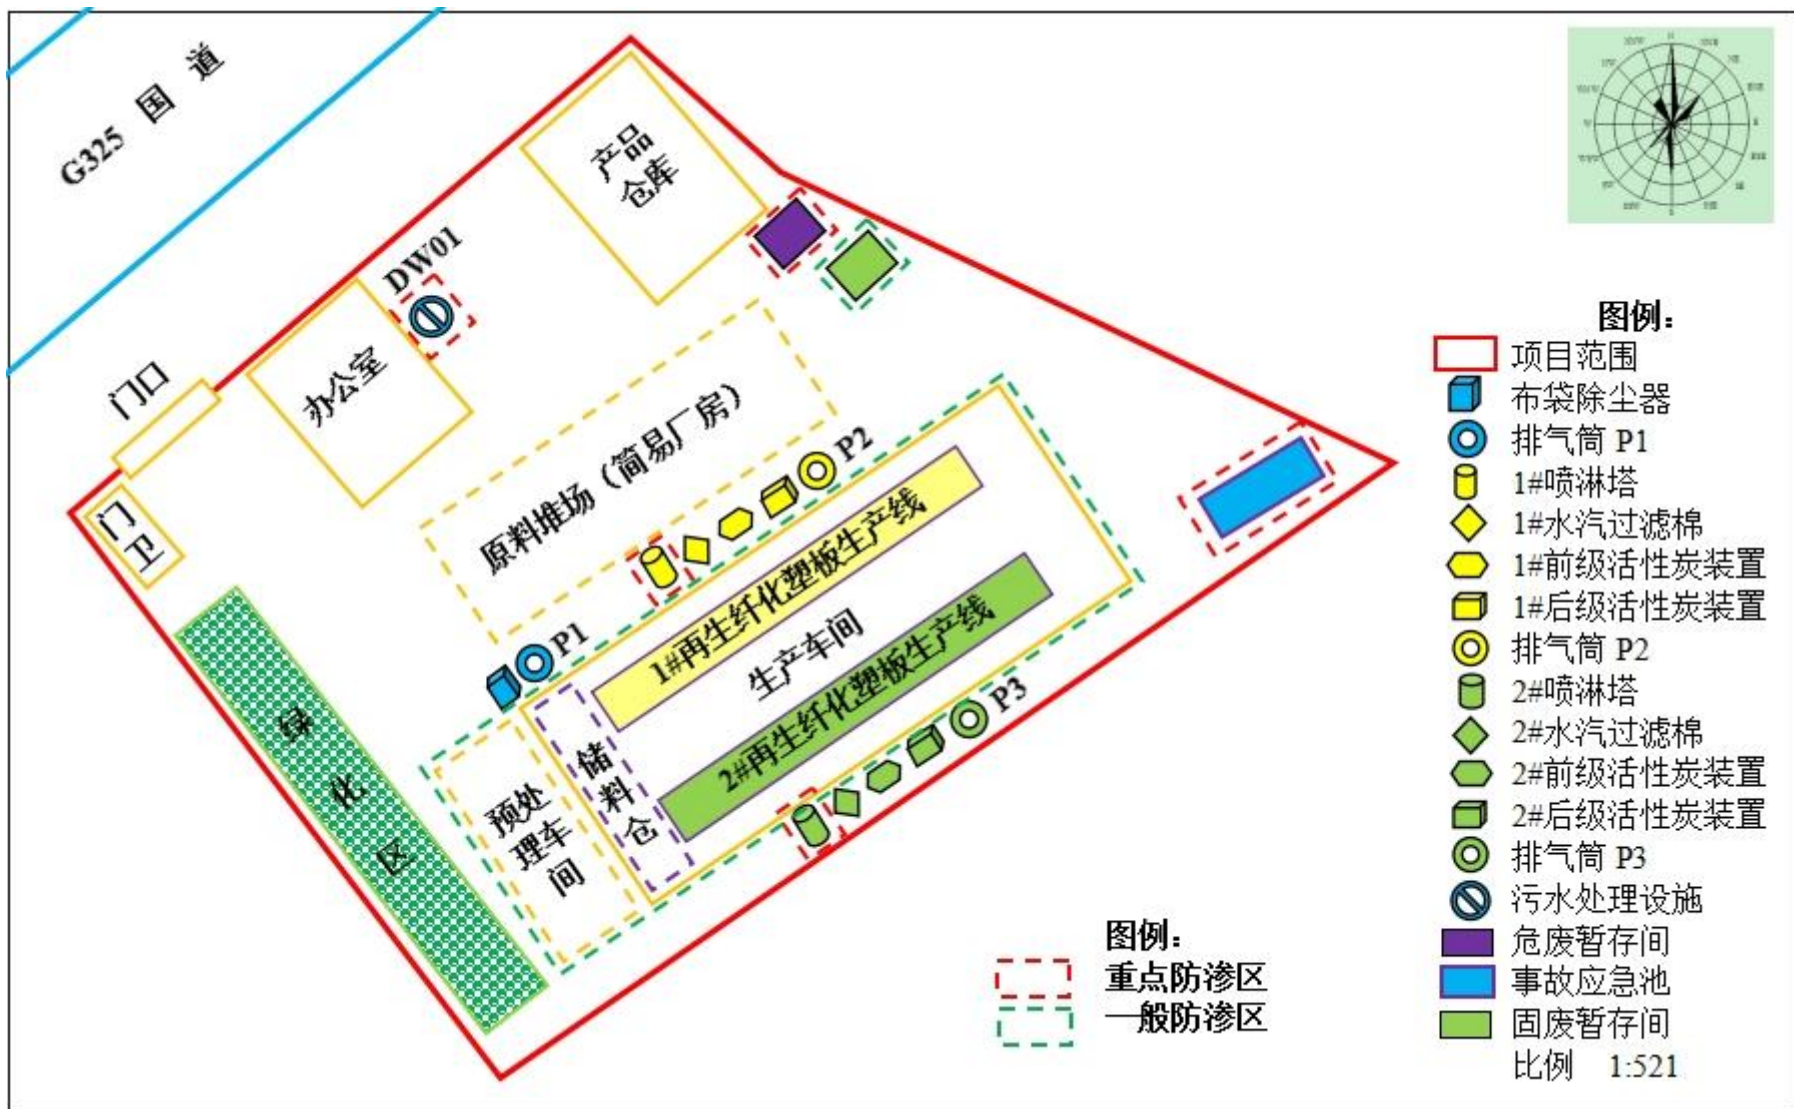 G325 国 道
产品
仓库
DW01
办公室
门口
门
卫
原料堆场（简易厂房）
P2
P1
1#再生纤化塑板生产线
生产车间
2#再生纤化塑板生产线
P3
储
料
仓
预处
理车
间
绿
化
区
图例：
项目范围
布袋除尘器
排气筒 P1
1#喷淋塔
1#水汽过滤棉
1#前级活性炭装置
1#后级活性炭装置
排气筒 P2
2#喷淋塔
2#水汽过滤棉
2#前级活性炭装置
2#后级活性炭装置
排气筒 P3
污水处理设施
危废暂存间
事故应急池
固废暂存间
比例 1:521
图例：
重点防渗区
一般防渗区